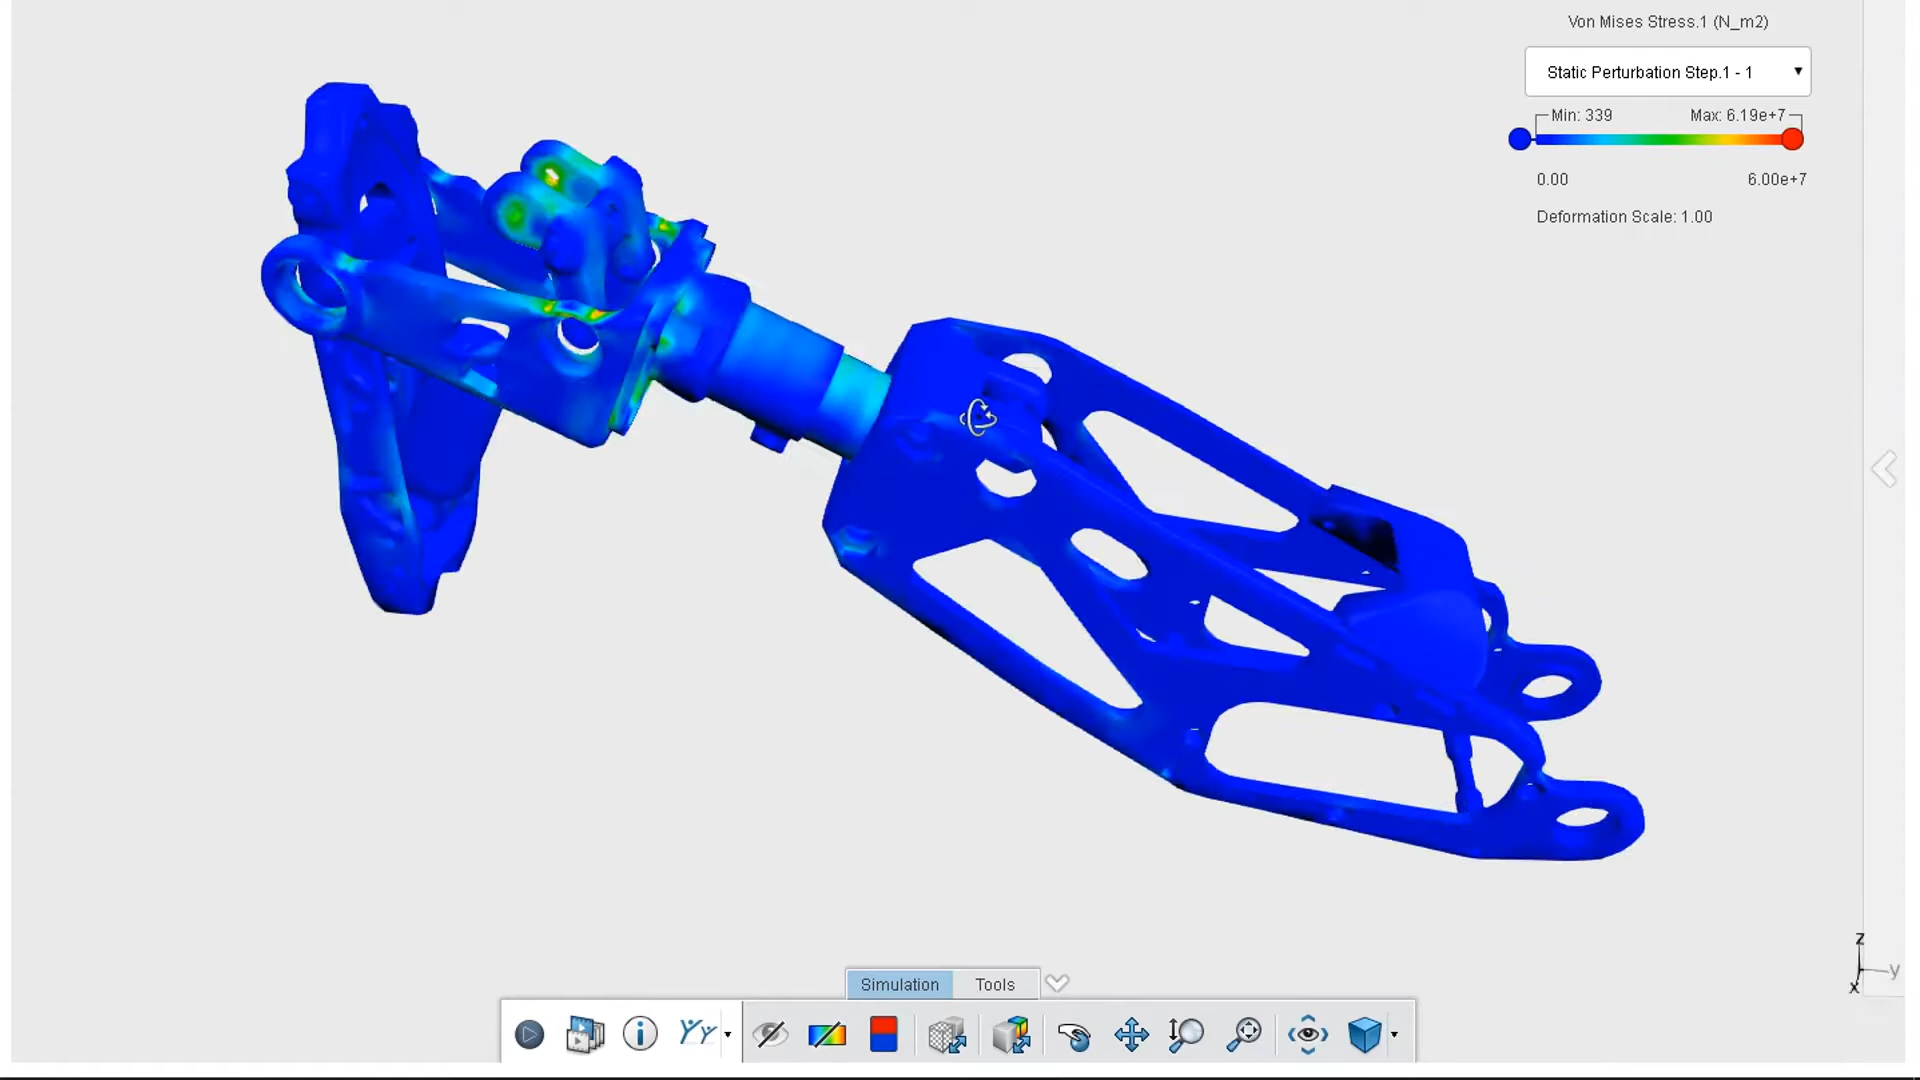 Von Mises Stress.1 (N_m2)
Static Perturbation Step.1 - 1
Min: 339 Max: 6.19e+7
0.00 6.00e+7
Deformation Scale: 1.00
z
y
x
Simulation Tools